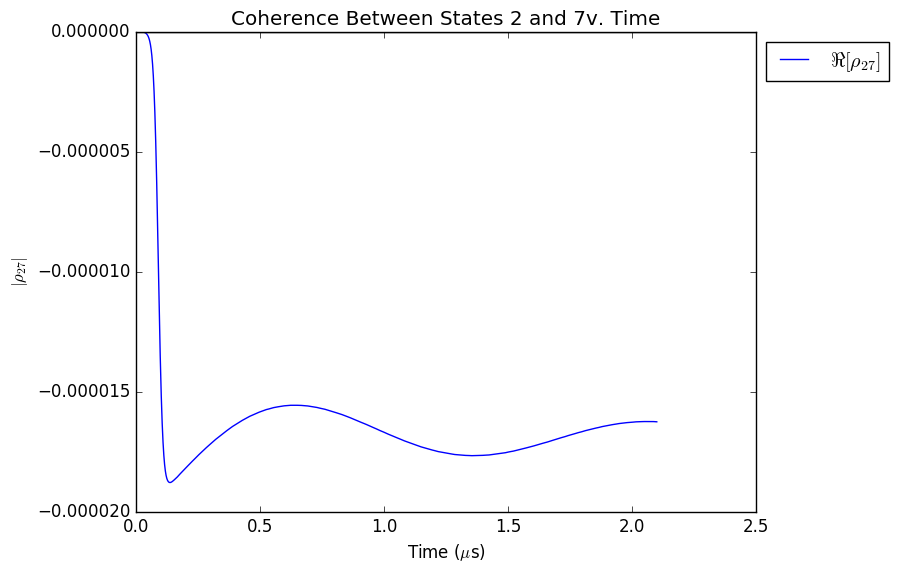 Coherence Between States 2 and 7v. Time
ℜ[ρ₂₇]
0.000000
−0.000005
−0.000010
−0.000015
−0.000020
|ρ₂₇|
0.0 0.5 1.0 1.5 2.0 2.5
Time (μs)